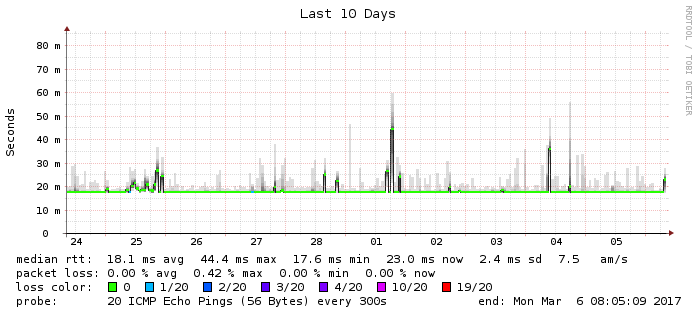 Last 10 Days
RRDTOOL / TOBI OETIKER
Seconds
80 m
70 m
60 m
50 m
40 m
30 m
20 m
10 m
0
24 25 26 27 28 01 02 03 04 05
median rtt: 18.1 ms avg 44.4 ms max 17.6 ms min 23.0 ms now 2.4 ms sd 7.5 am/s
packet loss: 0.00 % avg 0.42 % max 0.00 % min 0.00 % now
loss color: 0 1/20 2/20 3/20 4/20 10/20 19/20
probe: 20 ICMP Echo Pings (56 Bytes) every 300s end: Mon Mar 6 08:05:09 2017